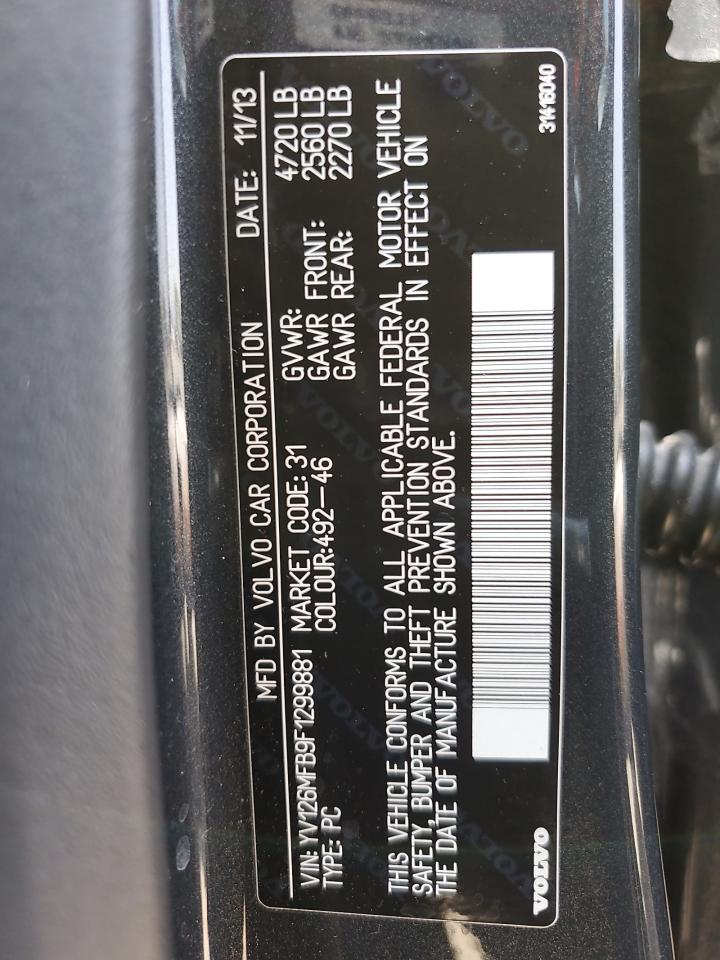 MFD BY VOLVO CAR CORPORATION DATE: 11/13
VIN: YV126MFB9F1299881 MARKET CODE: 31 GVWR: 4720 LB
TYPE: PC COLOUR:492-46 GAWR FRONT: 2560 LB
GAWR REAR: 2270 LB
THIS VEHICLE CONFORMS TO ALL APPLICABLE FEDERAL MOTOR VEHICLE
SAFETY, BUMPER AND THEFT PREVENTION STANDARDS IN EFFECT ON
THE DATE OF MANUFACTURE SHOWN ABOVE.
VOLVO 31416040